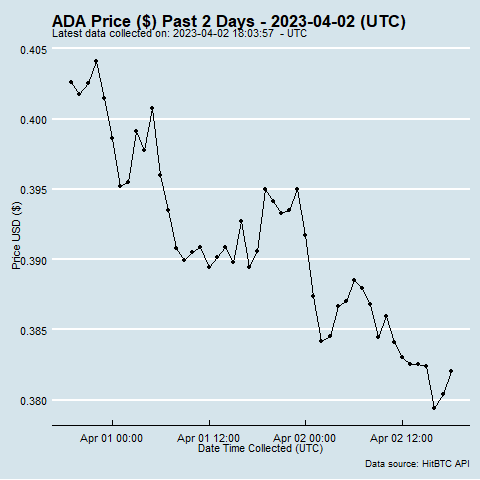 ADA Price ($) Past 2 Days - 2023-04-02 (UTC)
Latest data collected on: 2023-04-02 18:03:57  - UTC
0.405
0.400
0.395
0.390
0.385
0.380
Price USD ($)
Apr 01 00:00
Apr 01 12:00
Apr 02 00:00
Apr 02 12:00
Date Time Collected (UTC)
Data source: HitBTC API